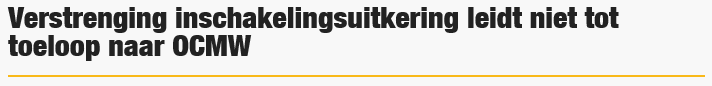 Verstrenging inschakelingsuitkering leidt niet tot
toeloop naar OCMW